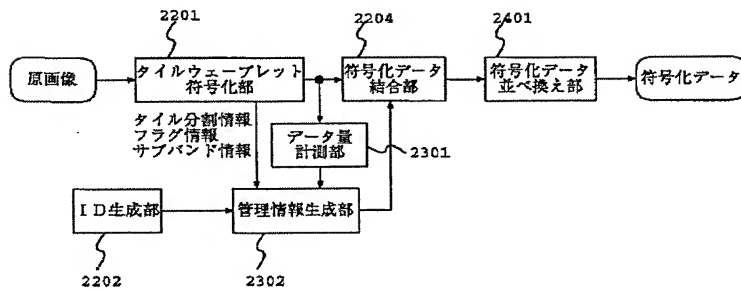 2201
2204
2401
原画像
タイルウェーブレット
符号化部
符号化データ
結合部
符号化データ
並べ換え部
符号化データ
タイル分割情報
フラグ情報
サブバンド情報
データ量
計測部
2301
ID生成部
管理情報生成部
2202
2302